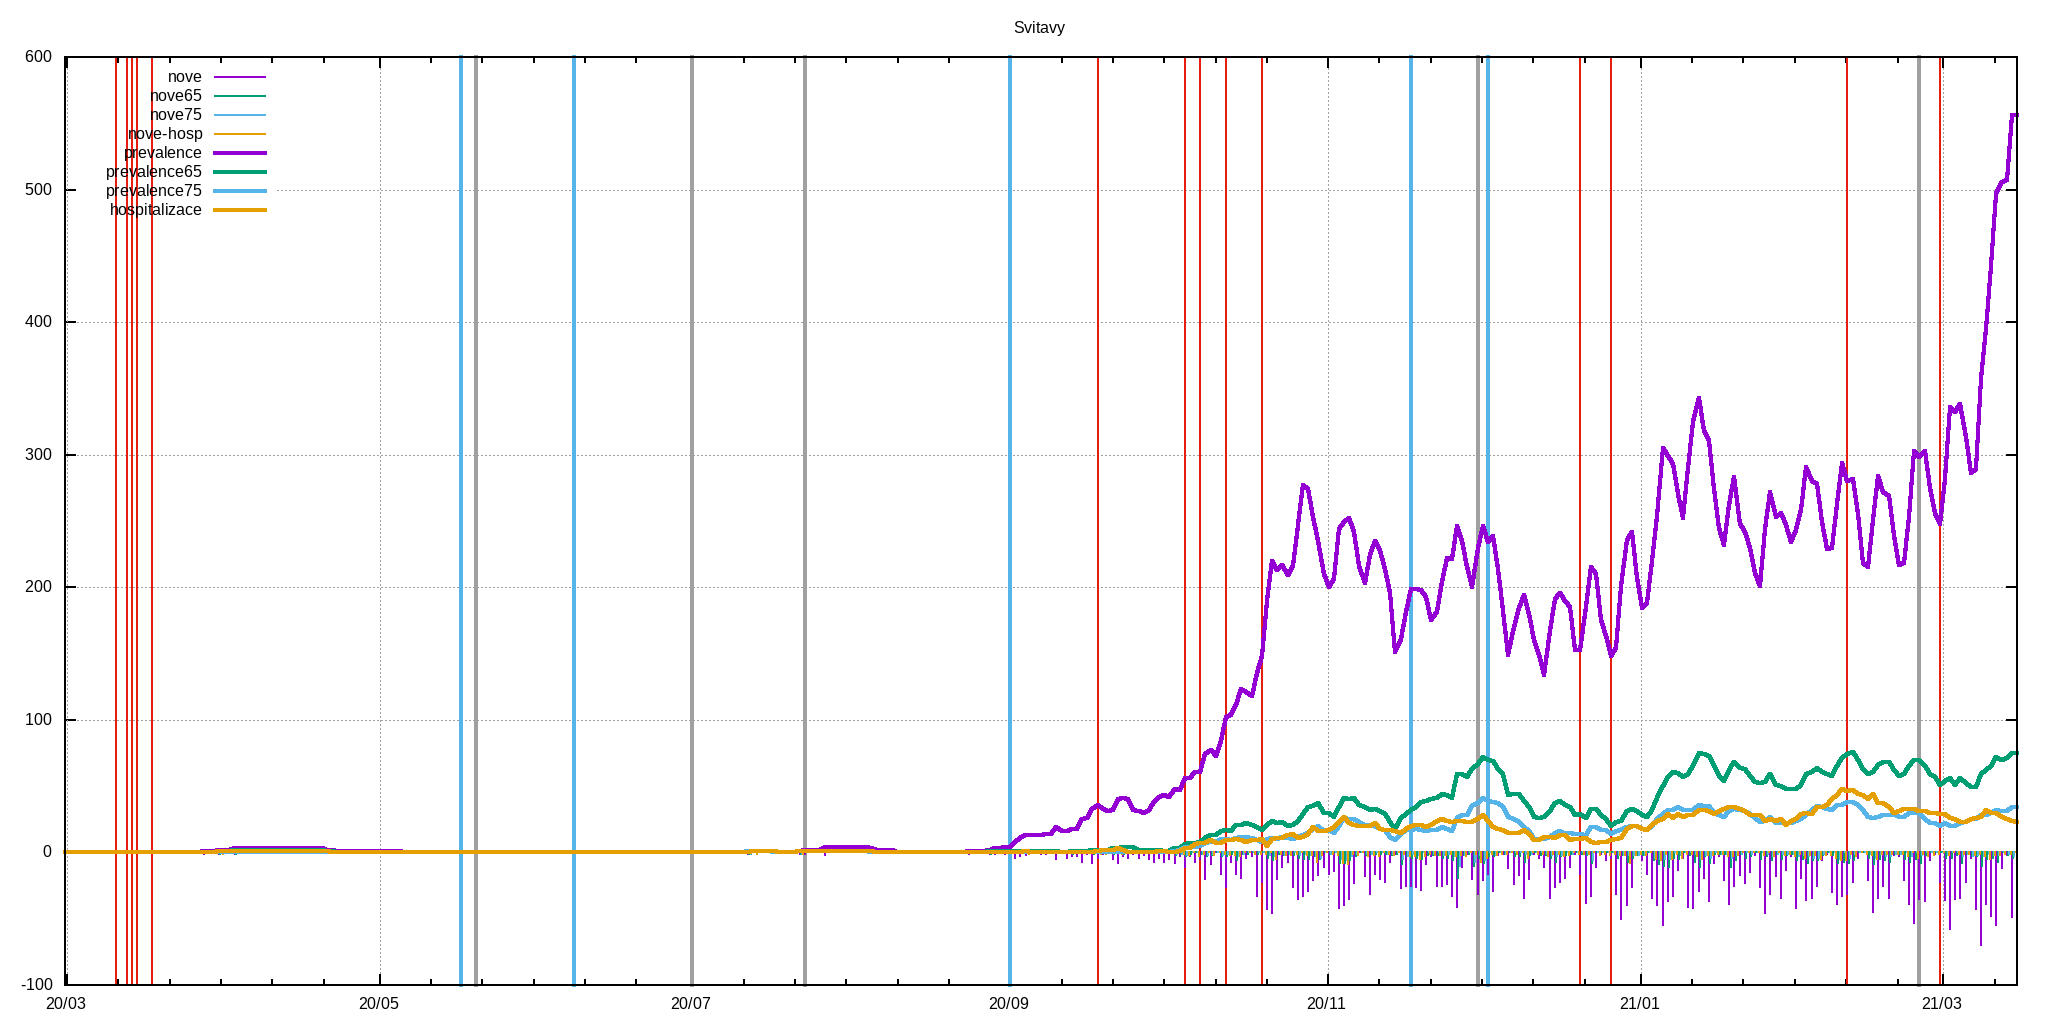 Svitavy
600
500
400
300
200
100
0
-100
nove
nove65
nove75
nove-hosp
prevalence
prevalence65
prevalence75
hospitalizace
20/03 20/05 20/07 20/09 20/11 21/01 21/03